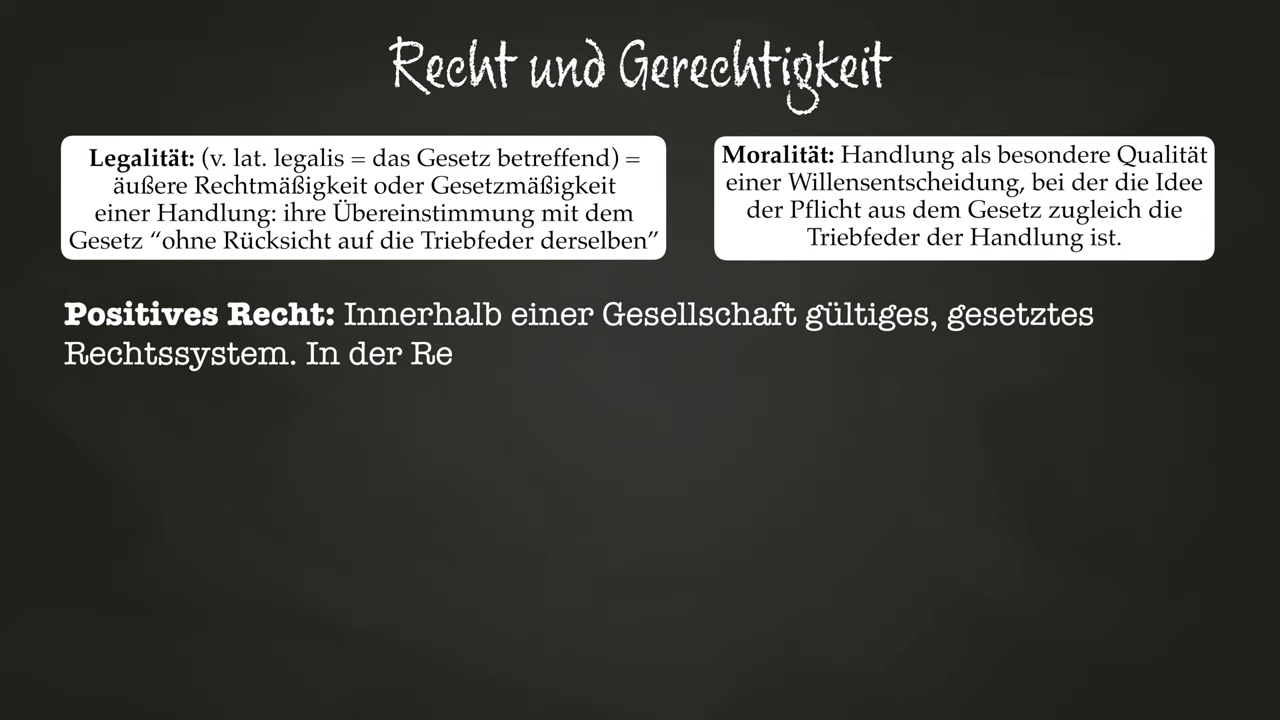 Recht und Gerechtigkeit
Legalität: (v. lat. legalis = das Gesetz betreffend) =
äußere Rechtmäßigkeit oder Gesetzmäßigkeit
einer Handlung: ihre Übereinstimmung mit dem
Gesetz “ohne Rücksicht auf die Triebfeder derselben”
Moralität: Handlung als besondere Qualität
einer Willensentscheidung, bei der die Idee
der Pflicht aus dem Gesetz zugleich die
Triebfeder der Handlung ist.
Positives Recht: Innerhalb einer Gesellschaft gültiges, gesetztes
Rechtssystem. In der Re